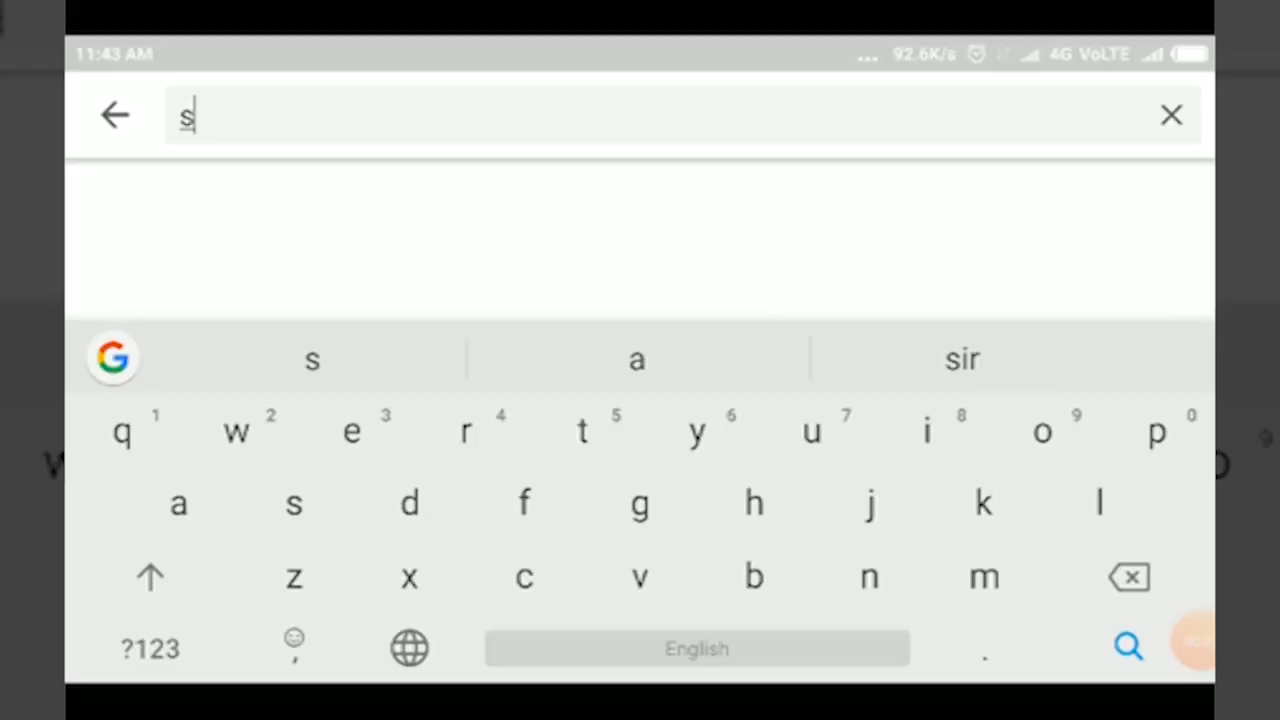 11:43 AM ... 92.6K/s 4G VoLTE
s
G s a sir
q 1 w 2 e 3 r 4 t 5 y 6 u 7 i 8 o 9 p 0
a s d f g h j k l
z x c v b n m
?123 , English .